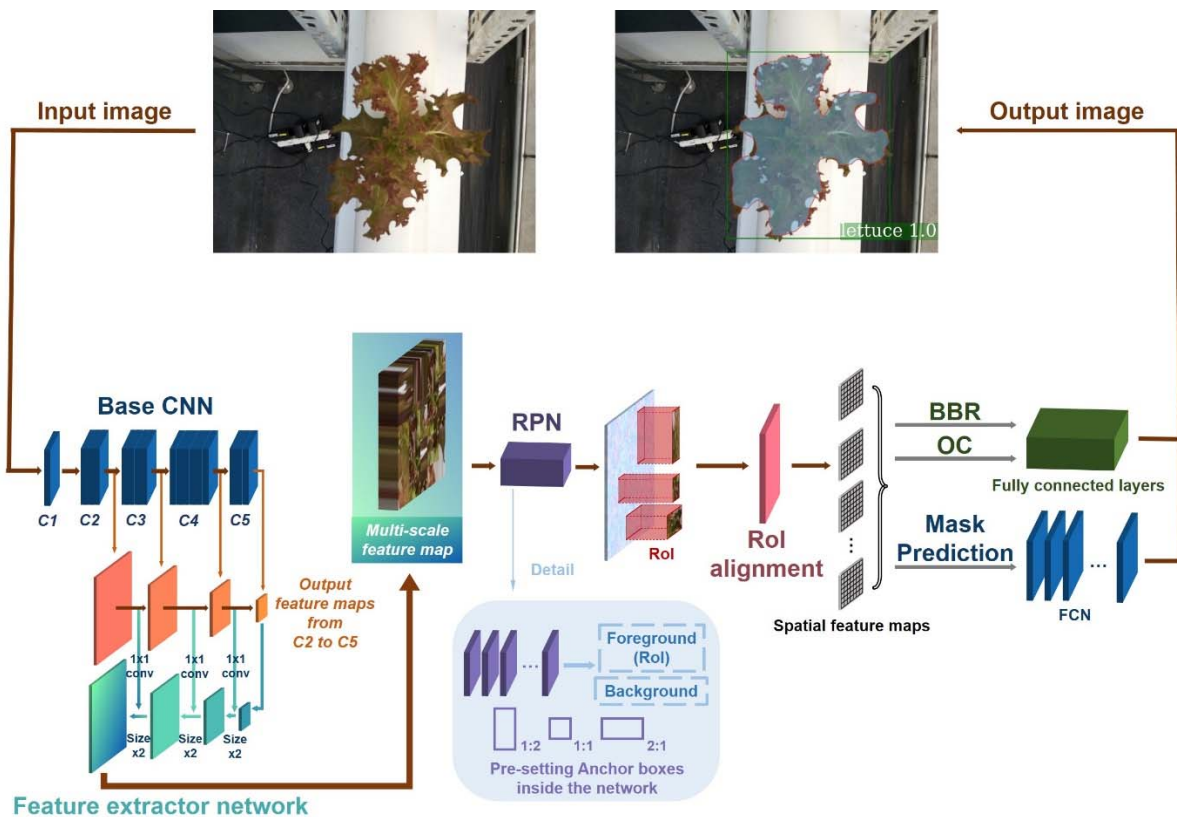 Input image
Output image
lettuce 1.0
Base CNN
C1
C2
C3
C4
C5
Multi-scale
feature map
RPN
RoI
RoI
alignment
Spatial feature maps
BBR
OC
Fully connected layers
Mask
Prediction
FCN
Output
feature maps
from
C2 to C5
1x1
conv
1x1
conv
1x1
conv
Size
x2
Size
x2
Size
x2
Feature extractor network
Detail
Foreground
(RoI)
Background
1:2
1:1
2:1
Pre-setting Anchor boxes
inside the network